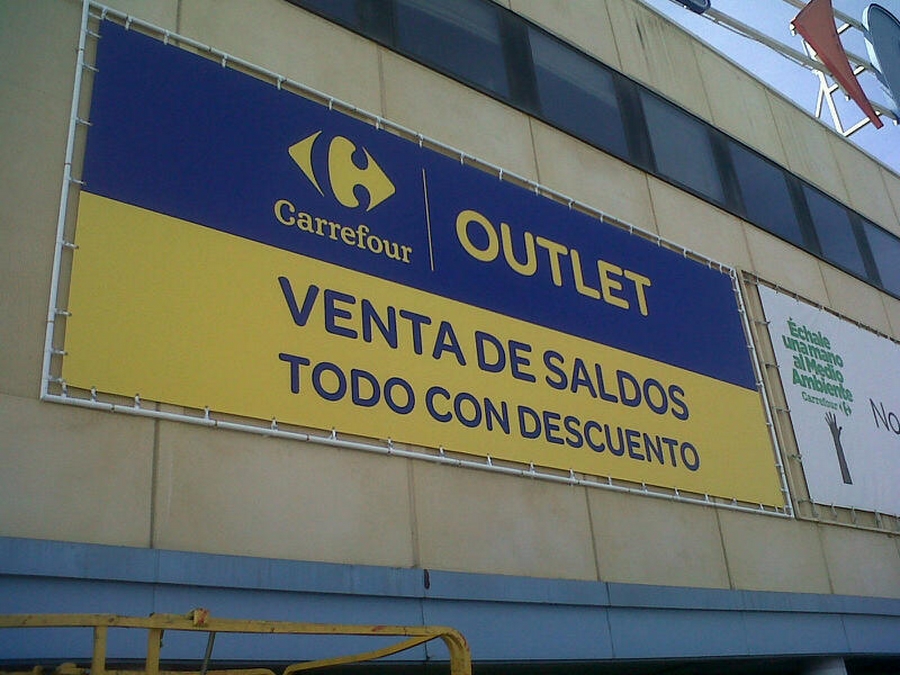 Carrefour
OUTLET
VENTA DE SALDOS
TODO CON DESCUENTO
Échale
una mano
al Medio
Ambiente
Carrefour
No